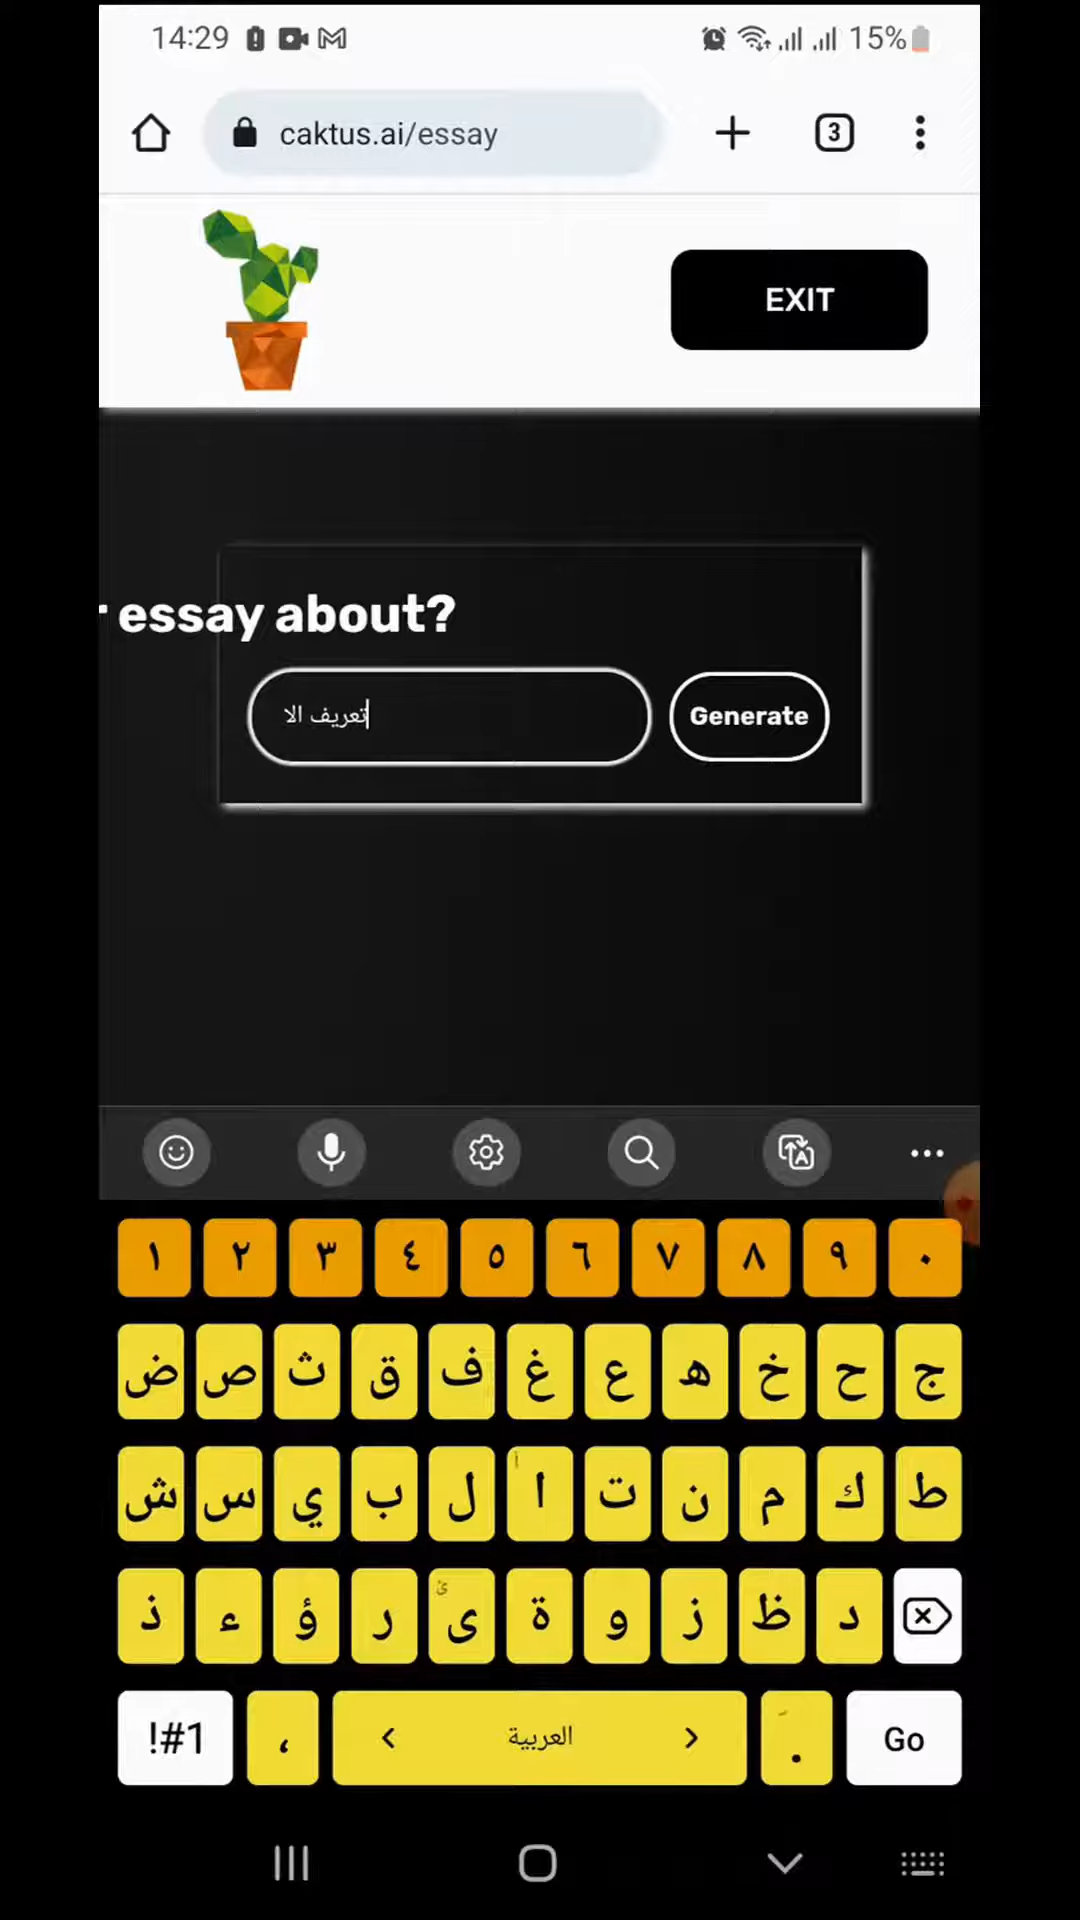 14:29 15%
caktus.ai/essay 3
EXIT
essay about?
تعريف الا Generate
١ ٢ ٣ ٤ ٥ ٦ ٧ ٨ ٩ ٠
ض ص ث ق ف غ ع ه خ ح ج
ش س ي ب ل ا ت ن م ك ط
ذ ء ؤ ر ى ة و ز ظ د
!#1 ، < العربية > . Go